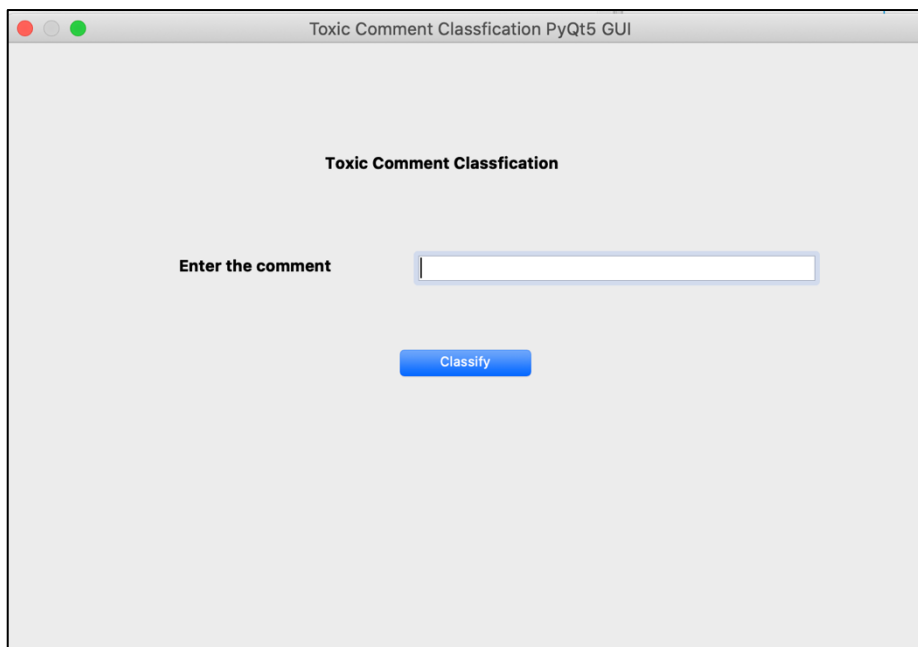 Toxic Comment Classfication PyQt5 GUI
Toxic Comment Classfication
Enter the comment
Classify